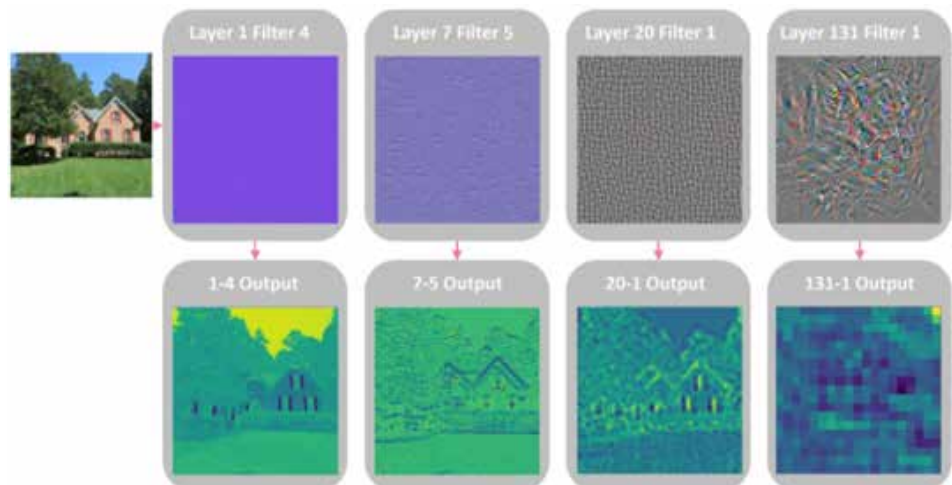 Layer 1 Filter 4
Layer 7 Filter 5
Layer 20 Filter 1
Layer 131 Filter 1
1-4 Output
7-5 Output
20-1 Output
131-1 Output